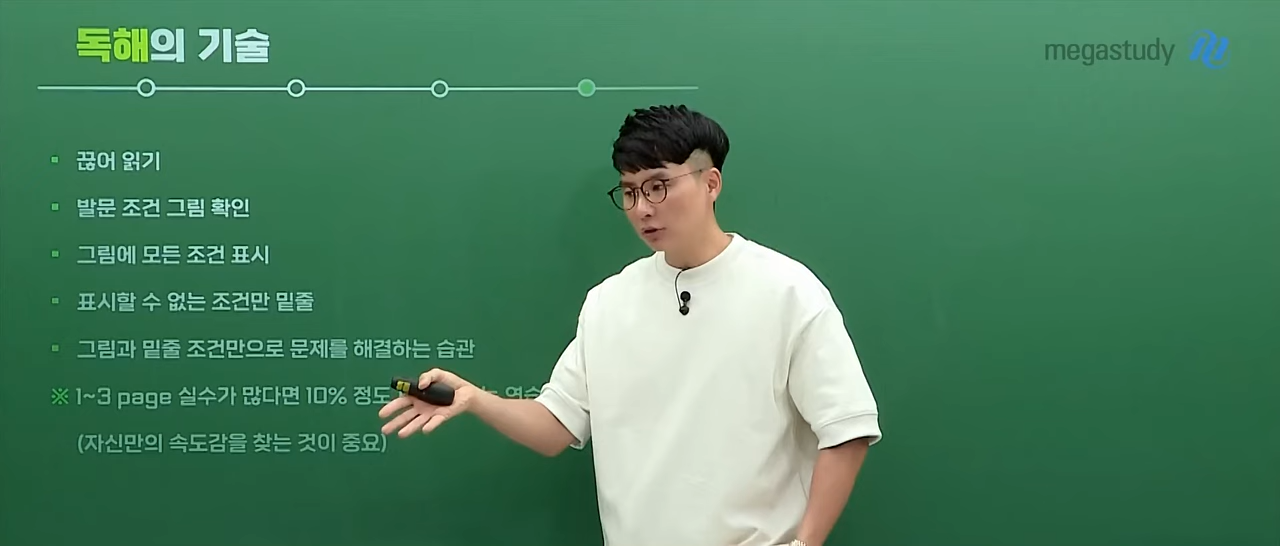 독해의 기술
megastudy
끊어 읽기
발문 조건 그림 확인
그림에 모든 조건 표시
표시할 수 없는 조건만 밑줄
그림과 밑줄 조건만으로 문제를 해결하는 습관
※ 1~3 page 실수가 많다면 10% 정도
(자신만의 속도감을 찾는 것이 중요)